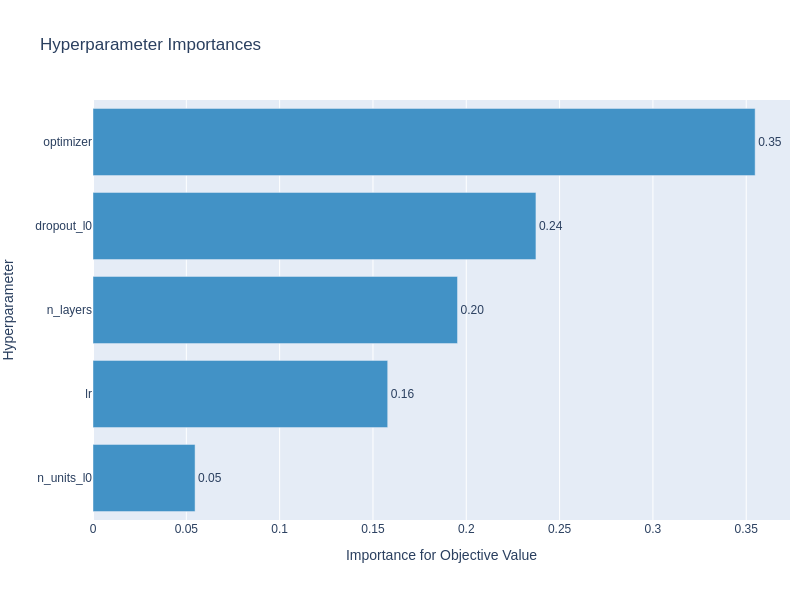 Hyperparameter Importances
Hyperparameter
optimizer 0.35
dropout_l0 0.24
n_layers 0.20
lr 0.16
n_units_l0 0.05
0 0.05 0.1 0.15 0.2 0.25 0.3 0.35
Importance for Objective Value